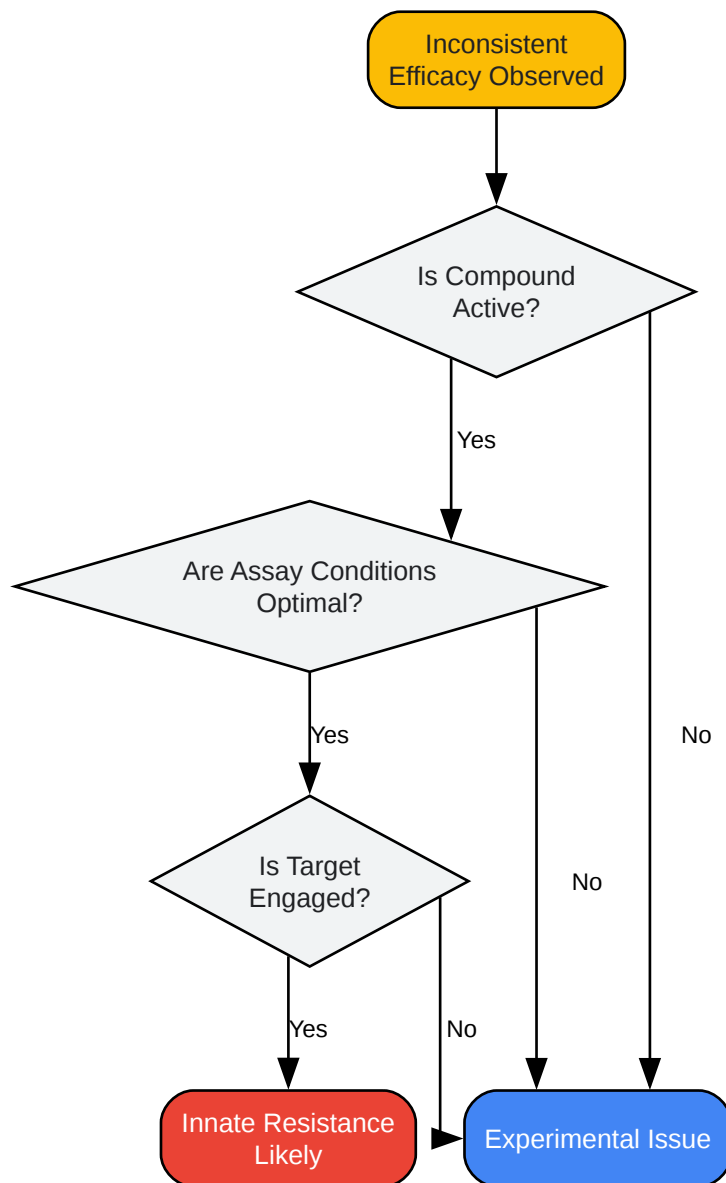 Inconsistent
Efficacy Observed
Is Compound
Active?
Yes
Are Assay Conditions
Optimal?
Yes
No
Is Target
Engaged?
No
Yes
No
Innate Resistance
Likely
Experimental Issue